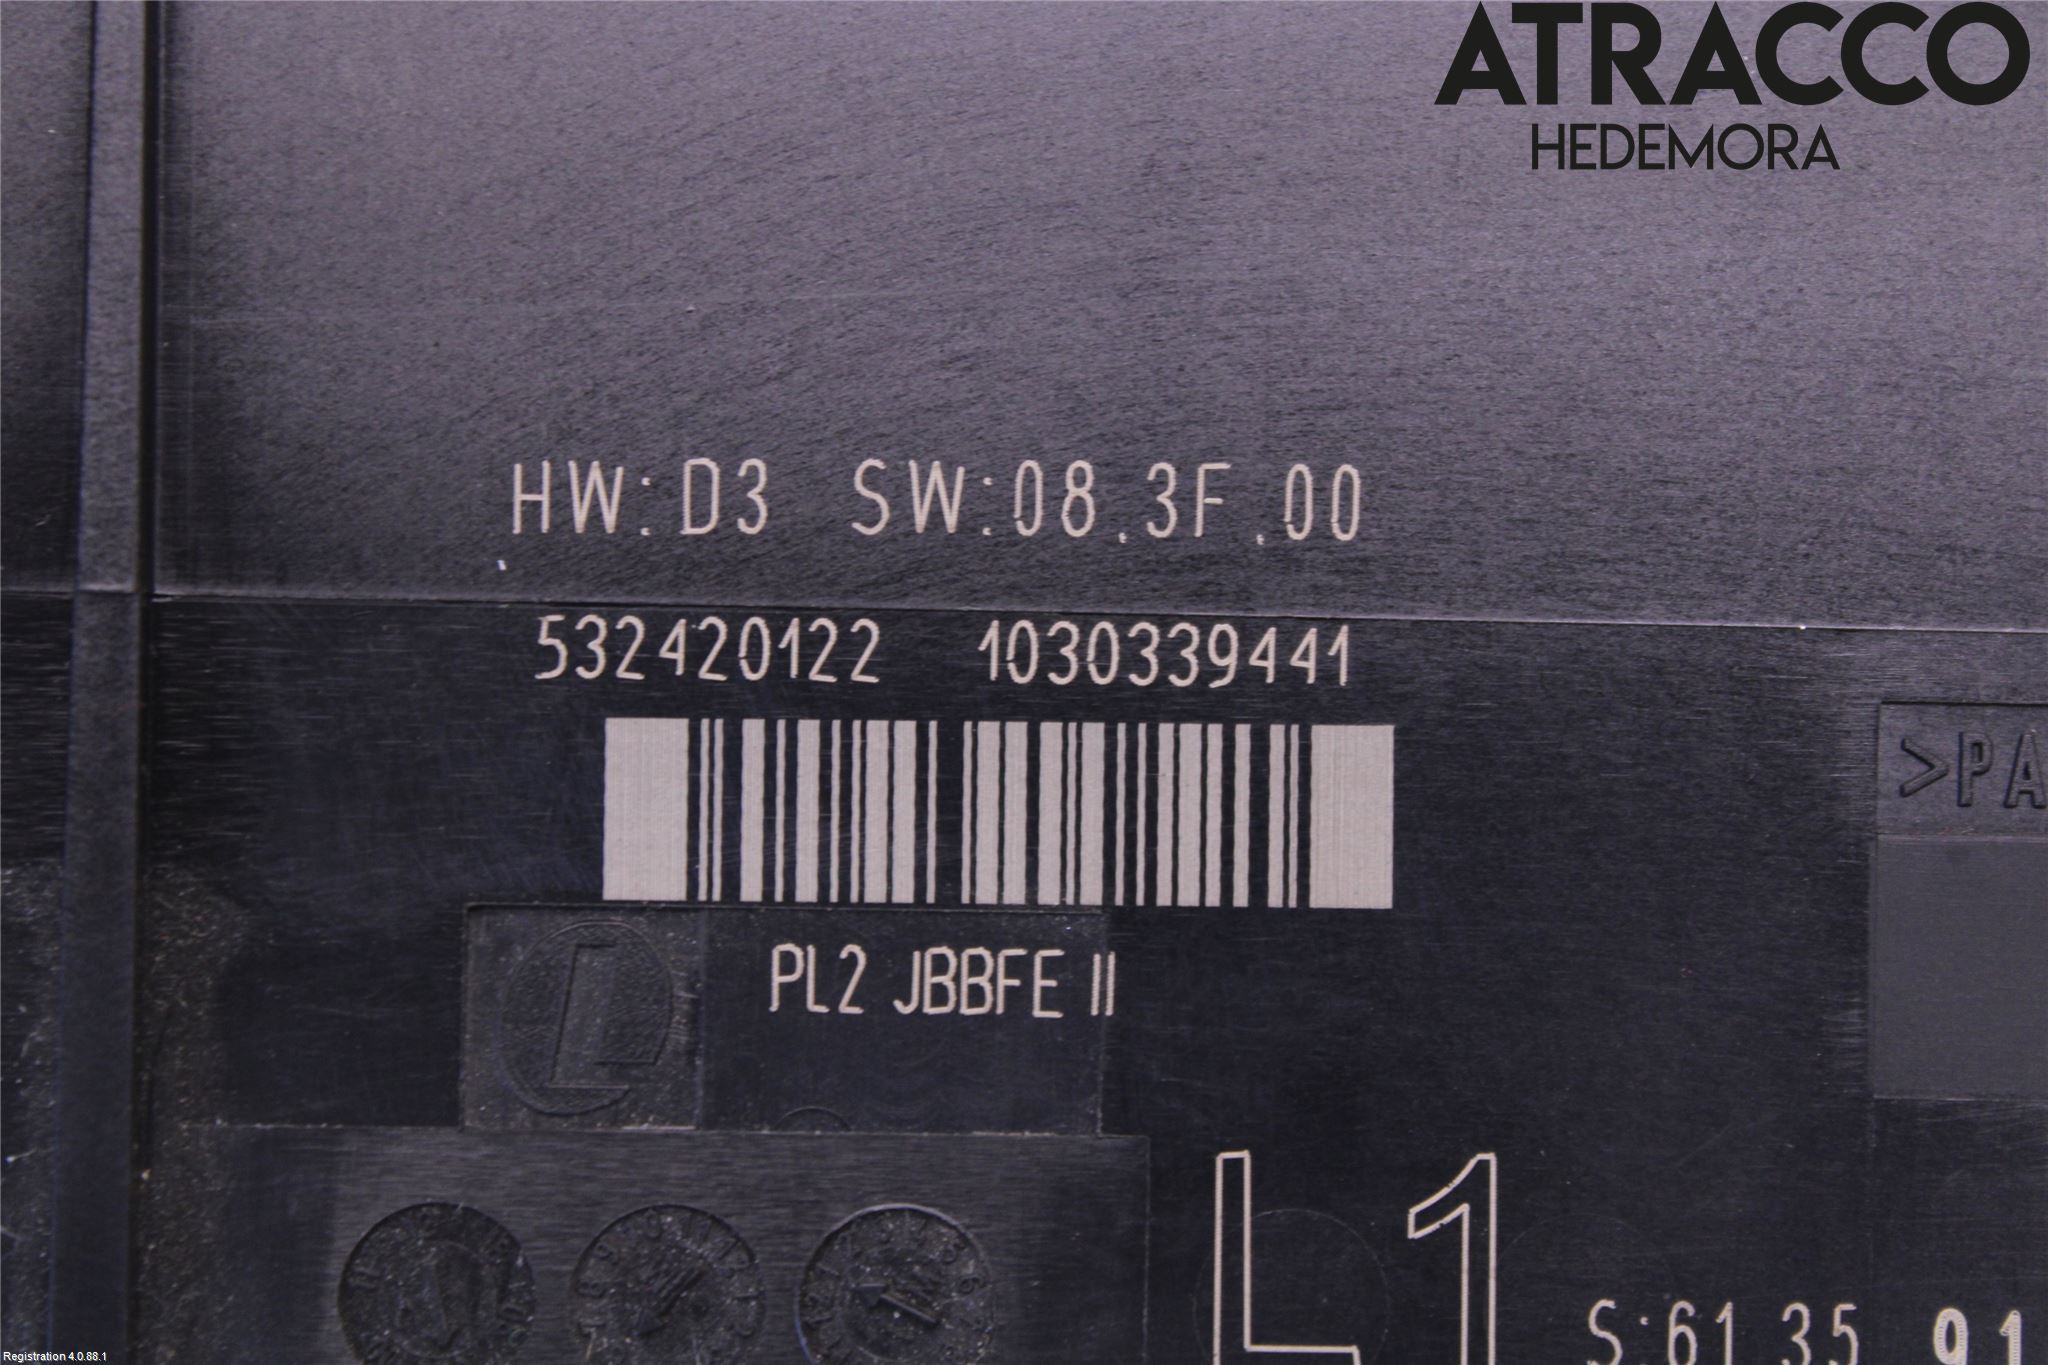 ATRACCO
HEDEMORA
HW:D3 SW:08.3F.00
532420122 1030339441
>PA
PL2 JBBFE II
L1
S:61.35 91
Registration 4.0.88.1